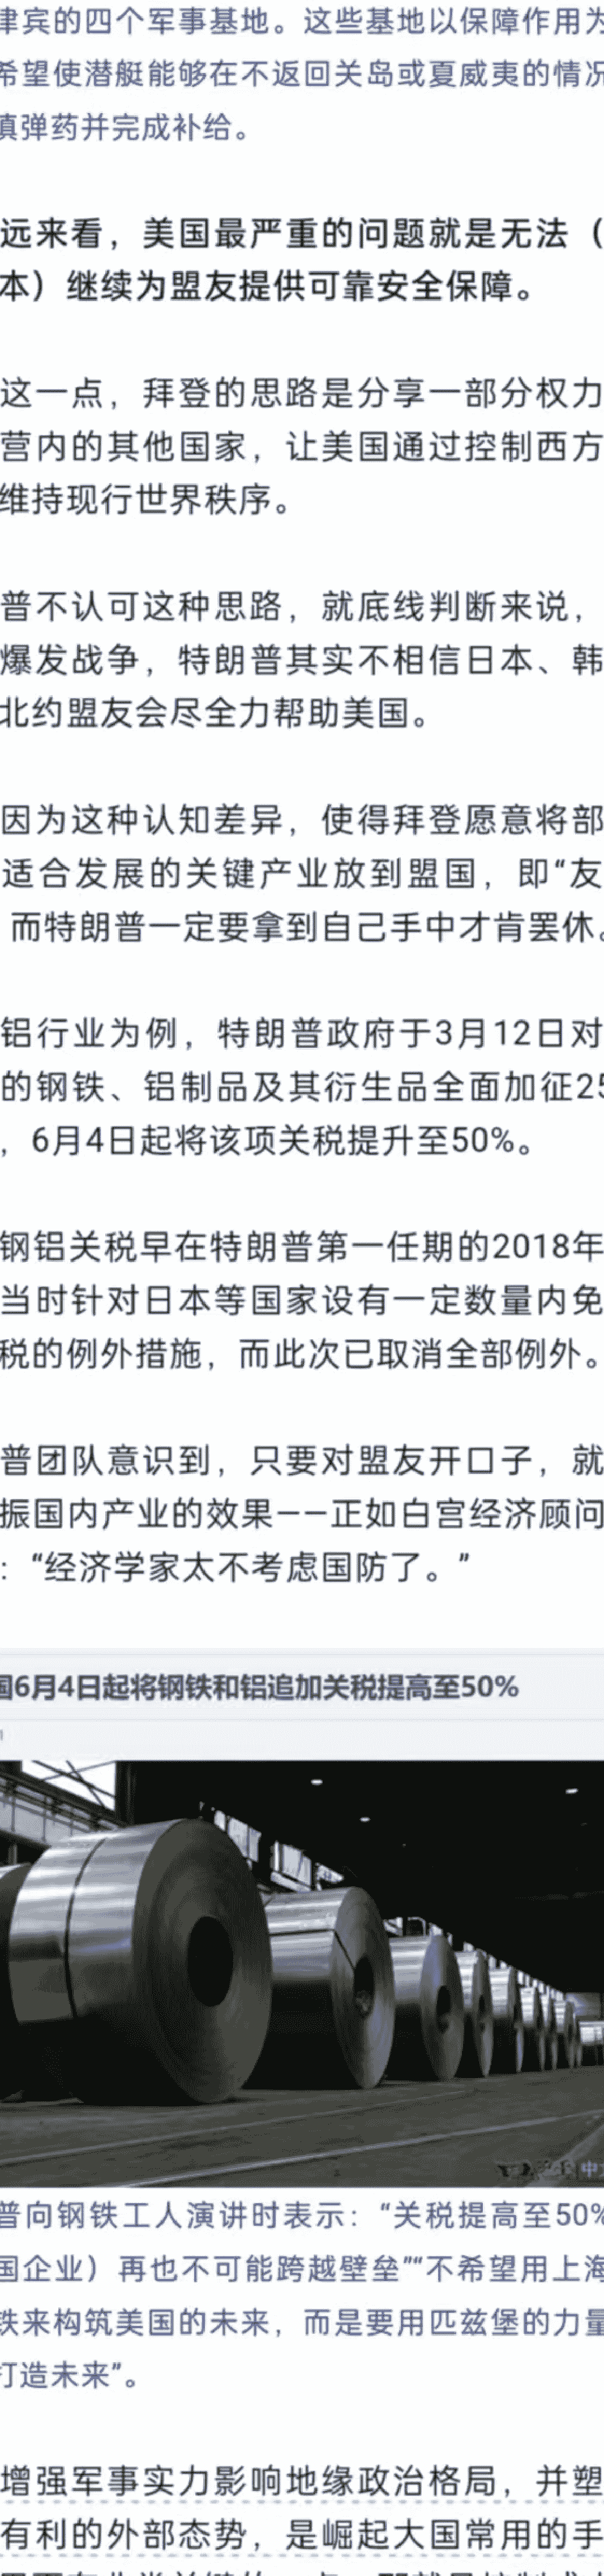 律宾的四个军事基地。这些基地以保障作用为
希望使潜艇能够在不返回关岛或夏威夷的情况
填弹药并完成补给。
远来看，美国最严重的问题就是无法（
本）继续为盟友提供可靠安全保障。
这一点，拜登的思路是分享一部分权力
营内的其他国家，让美国通过控制西方
维持现行世界秩序。
普不认可这种思路，就底线判断来说，
爆发战争，特朗普其实不相信日本、韩
北约盟友会尽全力帮助美国。
因为这种认知差异，使得拜登愿意将部
适合发展的关键产业放到盟国，即“友
而特朗普一定要拿到自己手中才肯罢休。
铝行业为例，特朗普政府于3月12日对
的钢铁、铝制品及其衍生品全面加征25
，6月4日起将该项关税提升至50%。
钢铝关税早在特朗普第一任期的2018年
当时针对日本等国家设有一定数量内免
税的例外措施，而此次已取消全部例外。
普团队意识到，只要对盟友开口子，就
振国内产业的效果——正如白宫经济顾问
：“经济学家太不考虑国防了。”
国6月4日起将钢铁和铝追加关税提高至50%
普向钢铁工人演讲时表示：“关税提高至50%
国企业）再也不可能跨越壁垒”“不希望用上海
铁来构筑美国的未来，而是要用匹兹堡的力量
打造未来”。
增强军事实力影响地缘政治格局，并塑
有利的外部态势，是崛起大国常用的手